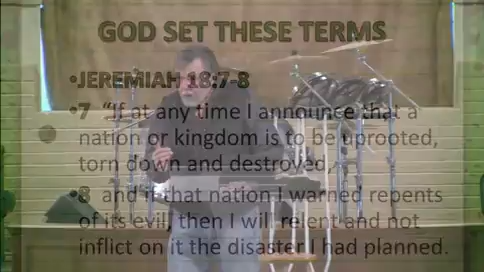 GOD SET THESE TERMS
•JEREMIAH 18:7-8
•7 “If at any time I announce that a
nation or kingdom is to be uprooted,
torn down and destroyed,
•8 and if that nation I warned repents
of its evil, then I will relent and not
inflict on it the disaster I had planned.